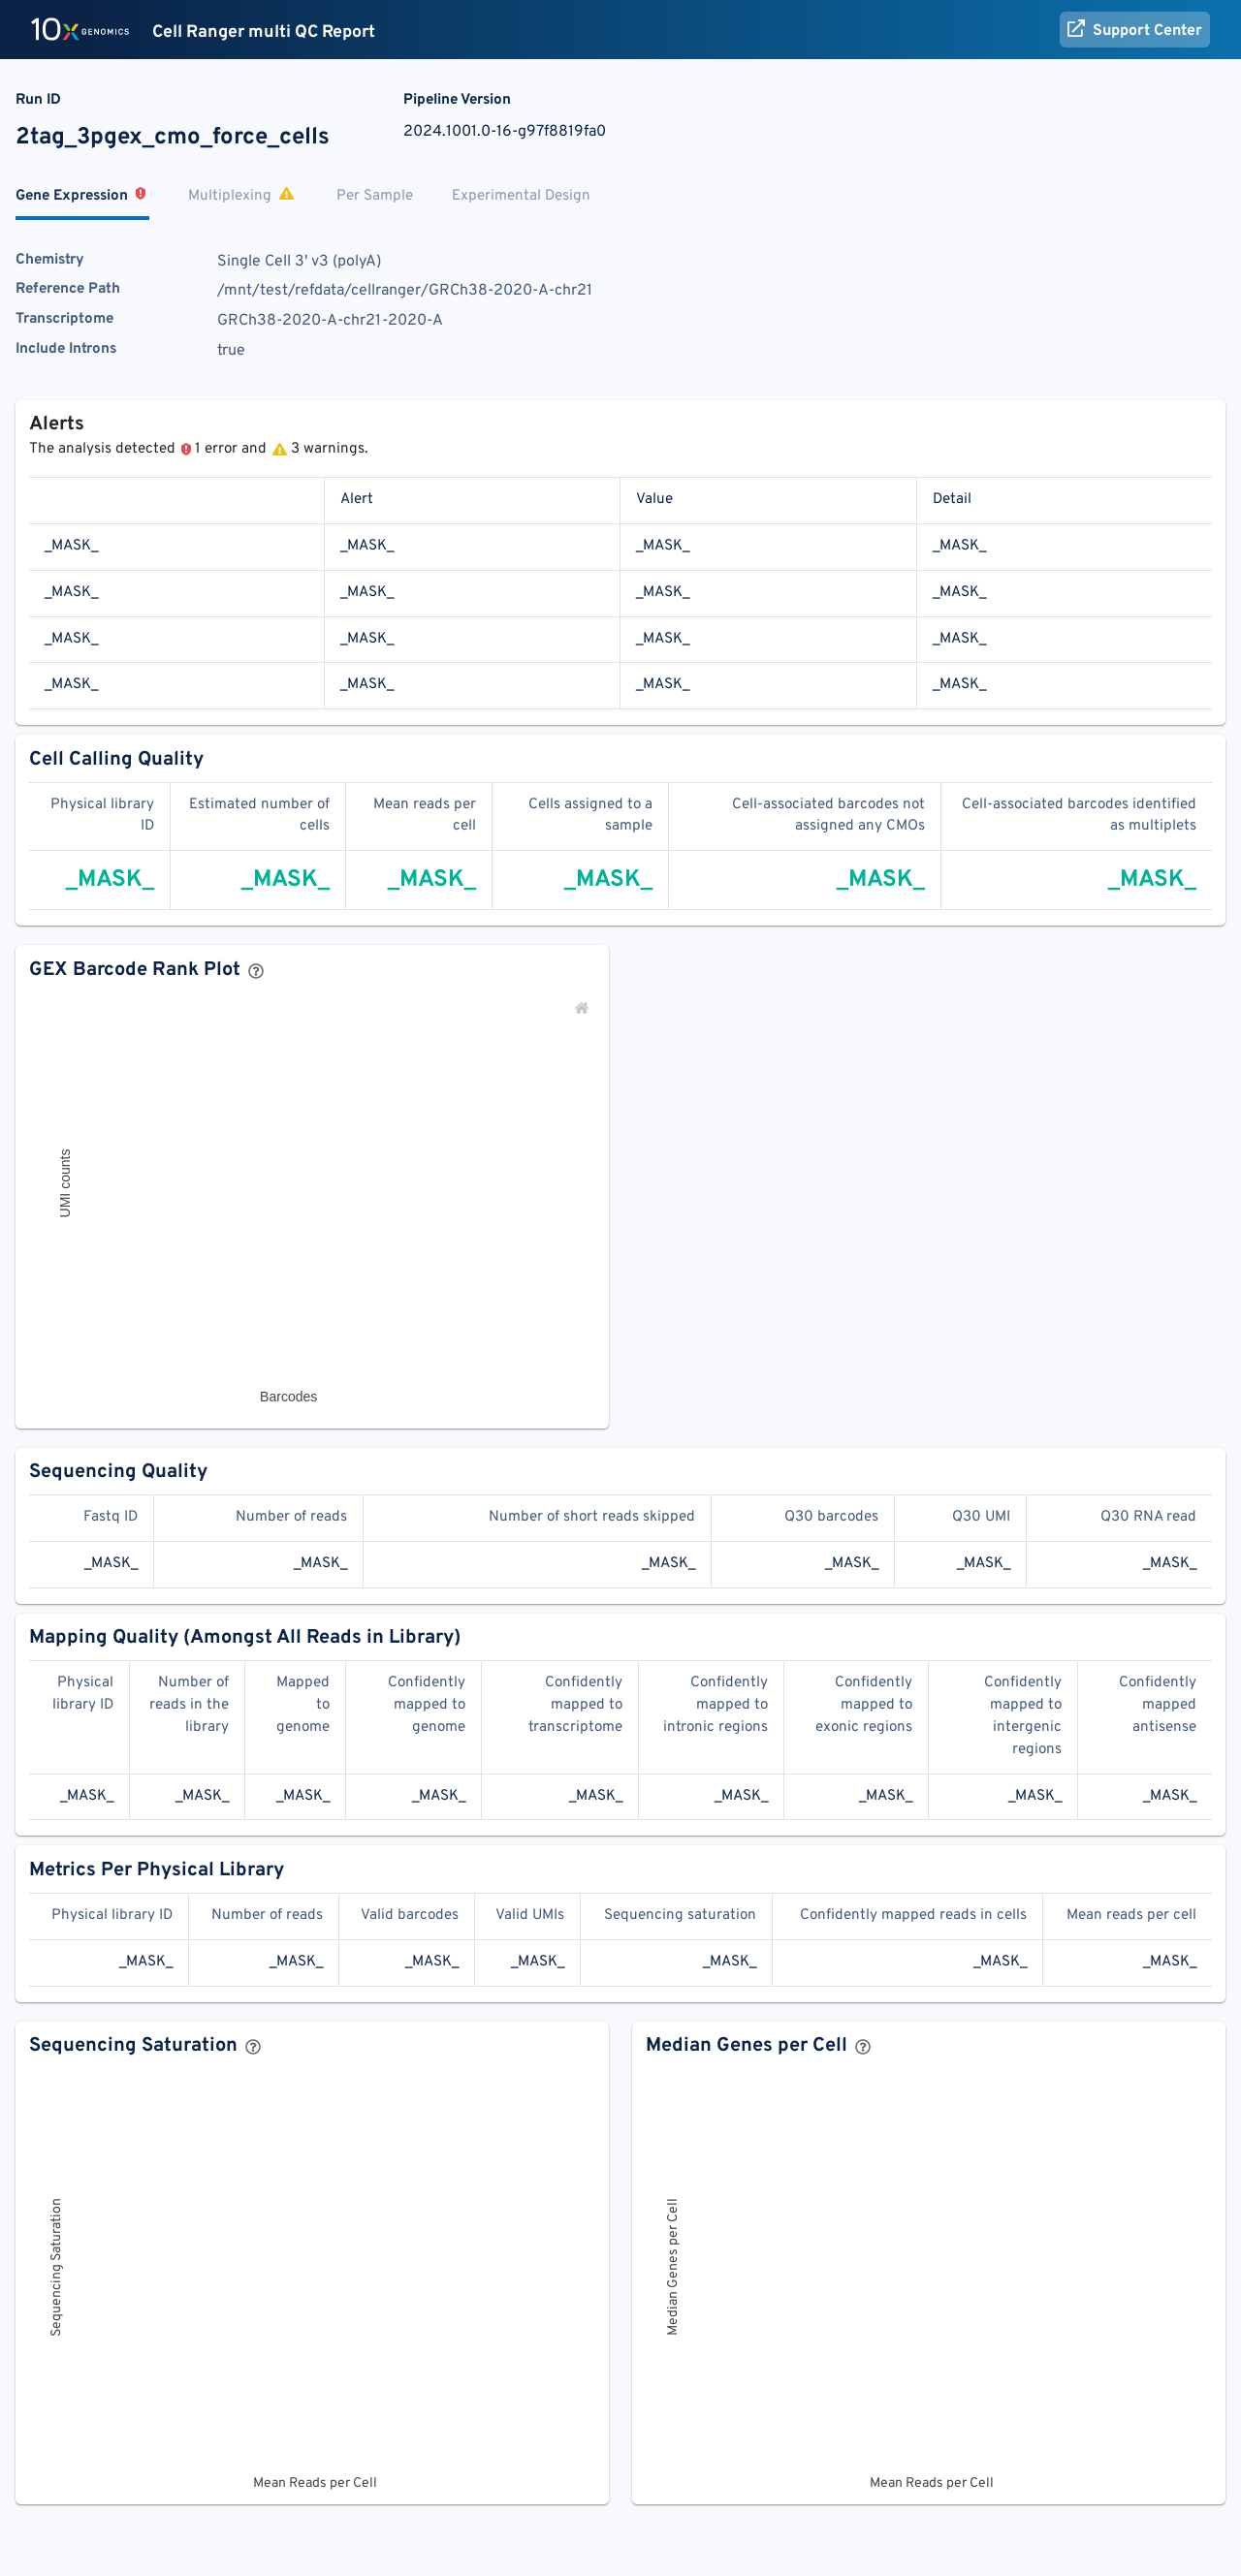 10x GENOMICS Cell Ranger multi QC Report Support Center
Run ID Pipeline Version
2tag_3pgex_cmo_force_cells 2024.1001.0-16-g97f8819fa0
Gene Expression Multiplexing Per Sample Experimental Design
Chemistry Single Cell 3' v3 (polyA)
Reference Path /mnt/test/refdata/cellranger/GRCh38-2020-A-chr21
Transcriptome GRCh38-2020-A-chr21-2020-A
Include Introns true
Alerts
The analysis detected 1 error and 3 warnings.
Alert Value Detail
_MASK_ _MASK_ _MASK_ _MASK_
_MASK_ _MASK_ _MASK_ _MASK_
_MASK_ _MASK_ _MASK_ _MASK_
_MASK_ _MASK_ _MASK_ _MASK_
Cell Calling Quality
Physical library Estimated number of Mean reads per Cells assigned to a Cell-associated barcodes not Cell-associated barcodes identified
ID cells cell sample assigned any CMOs as multiplets
_MASK_ _MASK_ _MASK_ _MASK_ _MASK_ _MASK_
GEX Barcode Rank Plot
UMI counts
Barcodes
Sequencing Quality
Fastq ID Number of reads Number of short reads skipped Q30 barcodes Q30 UMI Q30 RNA read
_MASK_ _MASK_ _MASK_ _MASK_ _MASK_ _MASK_
Mapping Quality (Amongst All Reads in Library)
Physical Number of Mapped Confidently Confidently Confidently Confidently Confidently Confidently
library ID reads in the to mapped to mapped to mapped to mapped to mapped to mapped
library genome genome transcriptome intronic regions exonic regions intergenic antisense
regions
_MASK_ _MASK_ _MASK_ _MASK_ _MASK_ _MASK_ _MASK_ _MASK_ _MASK_
Metrics Per Physical Library
Physical library ID Number of reads Valid barcodes Valid UMIs Sequencing saturation Confidently mapped reads in cells Mean reads per cell
_MASK_ _MASK_ _MASK_ _MASK_ _MASK_ _MASK_ _MASK_
Sequencing Saturation Median Genes per Cell
Sequencing Saturation Median Genes per Cell
Mean Reads per Cell Mean Reads per Cell